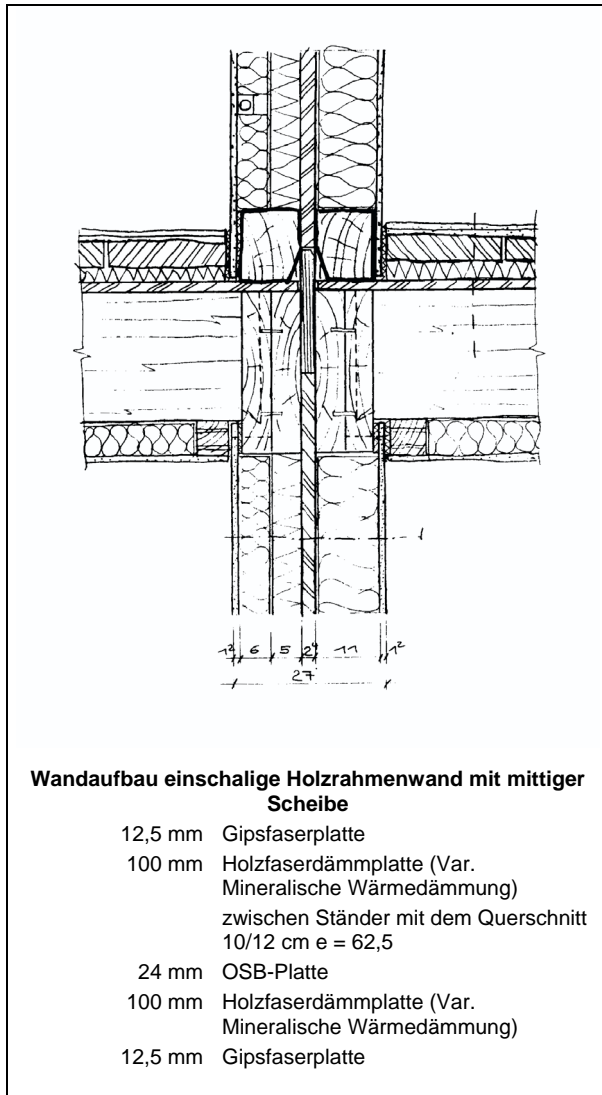 1² 6 5 2⁴ 11 1²
27
Wandaufbau einschalige Holzrahmenwand mit mittiger
Scheibe
12,5 mm Gipsfaserplatte
100 mm Holzfaserdämmplatte (Var.
Mineralische Wärmedämmung)
zwischen Ständer mit dem Querschnitt
10/12 cm e = 62,5
24 mm OSB-Platte
100 mm Holzfaserdämmplatte (Var.
Mineralische Wärmedämmung)
12,5 mm Gipsfaserplatte